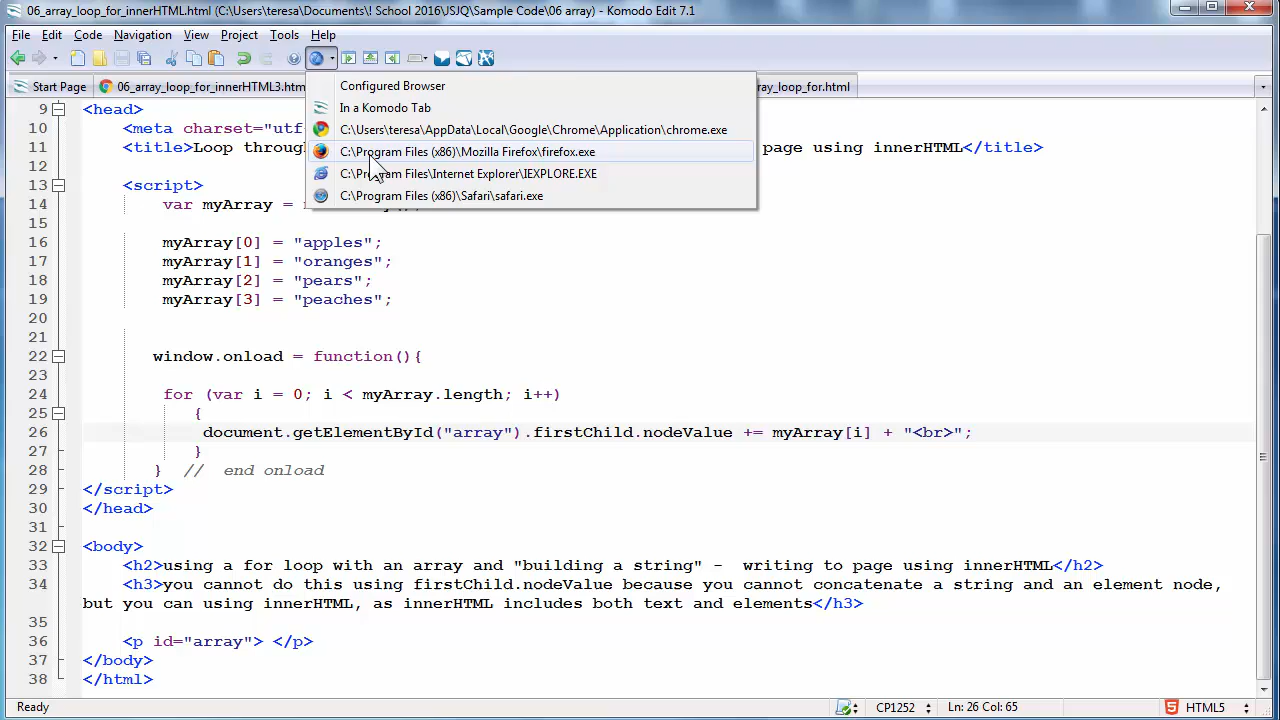 06_array_loop_for_innerHTML.html (C:\Users\teresa\Documents\! School 2016\JSJQ\Sample Code\06 array) - Komodo Edit 7.1
File Edit Code Navigation View Project Tools Help
Start Page 06_array_loop_for_innerHTML3.htm ay_loop_for.html
Configured Browser
In a Komodo Tab
C:\Users\teresa\AppData\Local\Google\Chrome\Application\chrome.exe
C:\Program Files (x86)\Mozilla Firefox\firefox.exe
C:\Program Files\Internet Explorer\IEXPLORE.EXE
C:\Program Files (x86)\Safari\safari.exe
9 <head>
10 <meta charset="utf
11 <title>Loop throug page using innerHTML</title>
12
13 <script>
14 var myArray =
15
16 myArray[0] = "apples";
17 myArray[1] = "oranges";
18 myArray[2] = "pears";
19 myArray[3] = "peaches";
20
21
22 window.onload = function(){
23
24 for (var i = 0; i < myArray.length; i++)
25 {
26 document.getElementById("array").firstChild.nodeValue += myArray[i] + "<br>";
27 }
28 } // end onload
29 </script>
30 </head>
31
32 <body>
33 <h2>using a for loop with an array and "building a string" - writing to page using innerHTML</h2>
34 <h3>you cannot do this using firstChild.nodeValue because you cannot concatenate a string and an element node,
but you can using innerHTML, as innerHTML includes both text and elements</h3>
35
36 <p id="array"> </p>
37 </body>
38 </html>
Ready CP1252 Ln: 26 Col: 65 HTML5